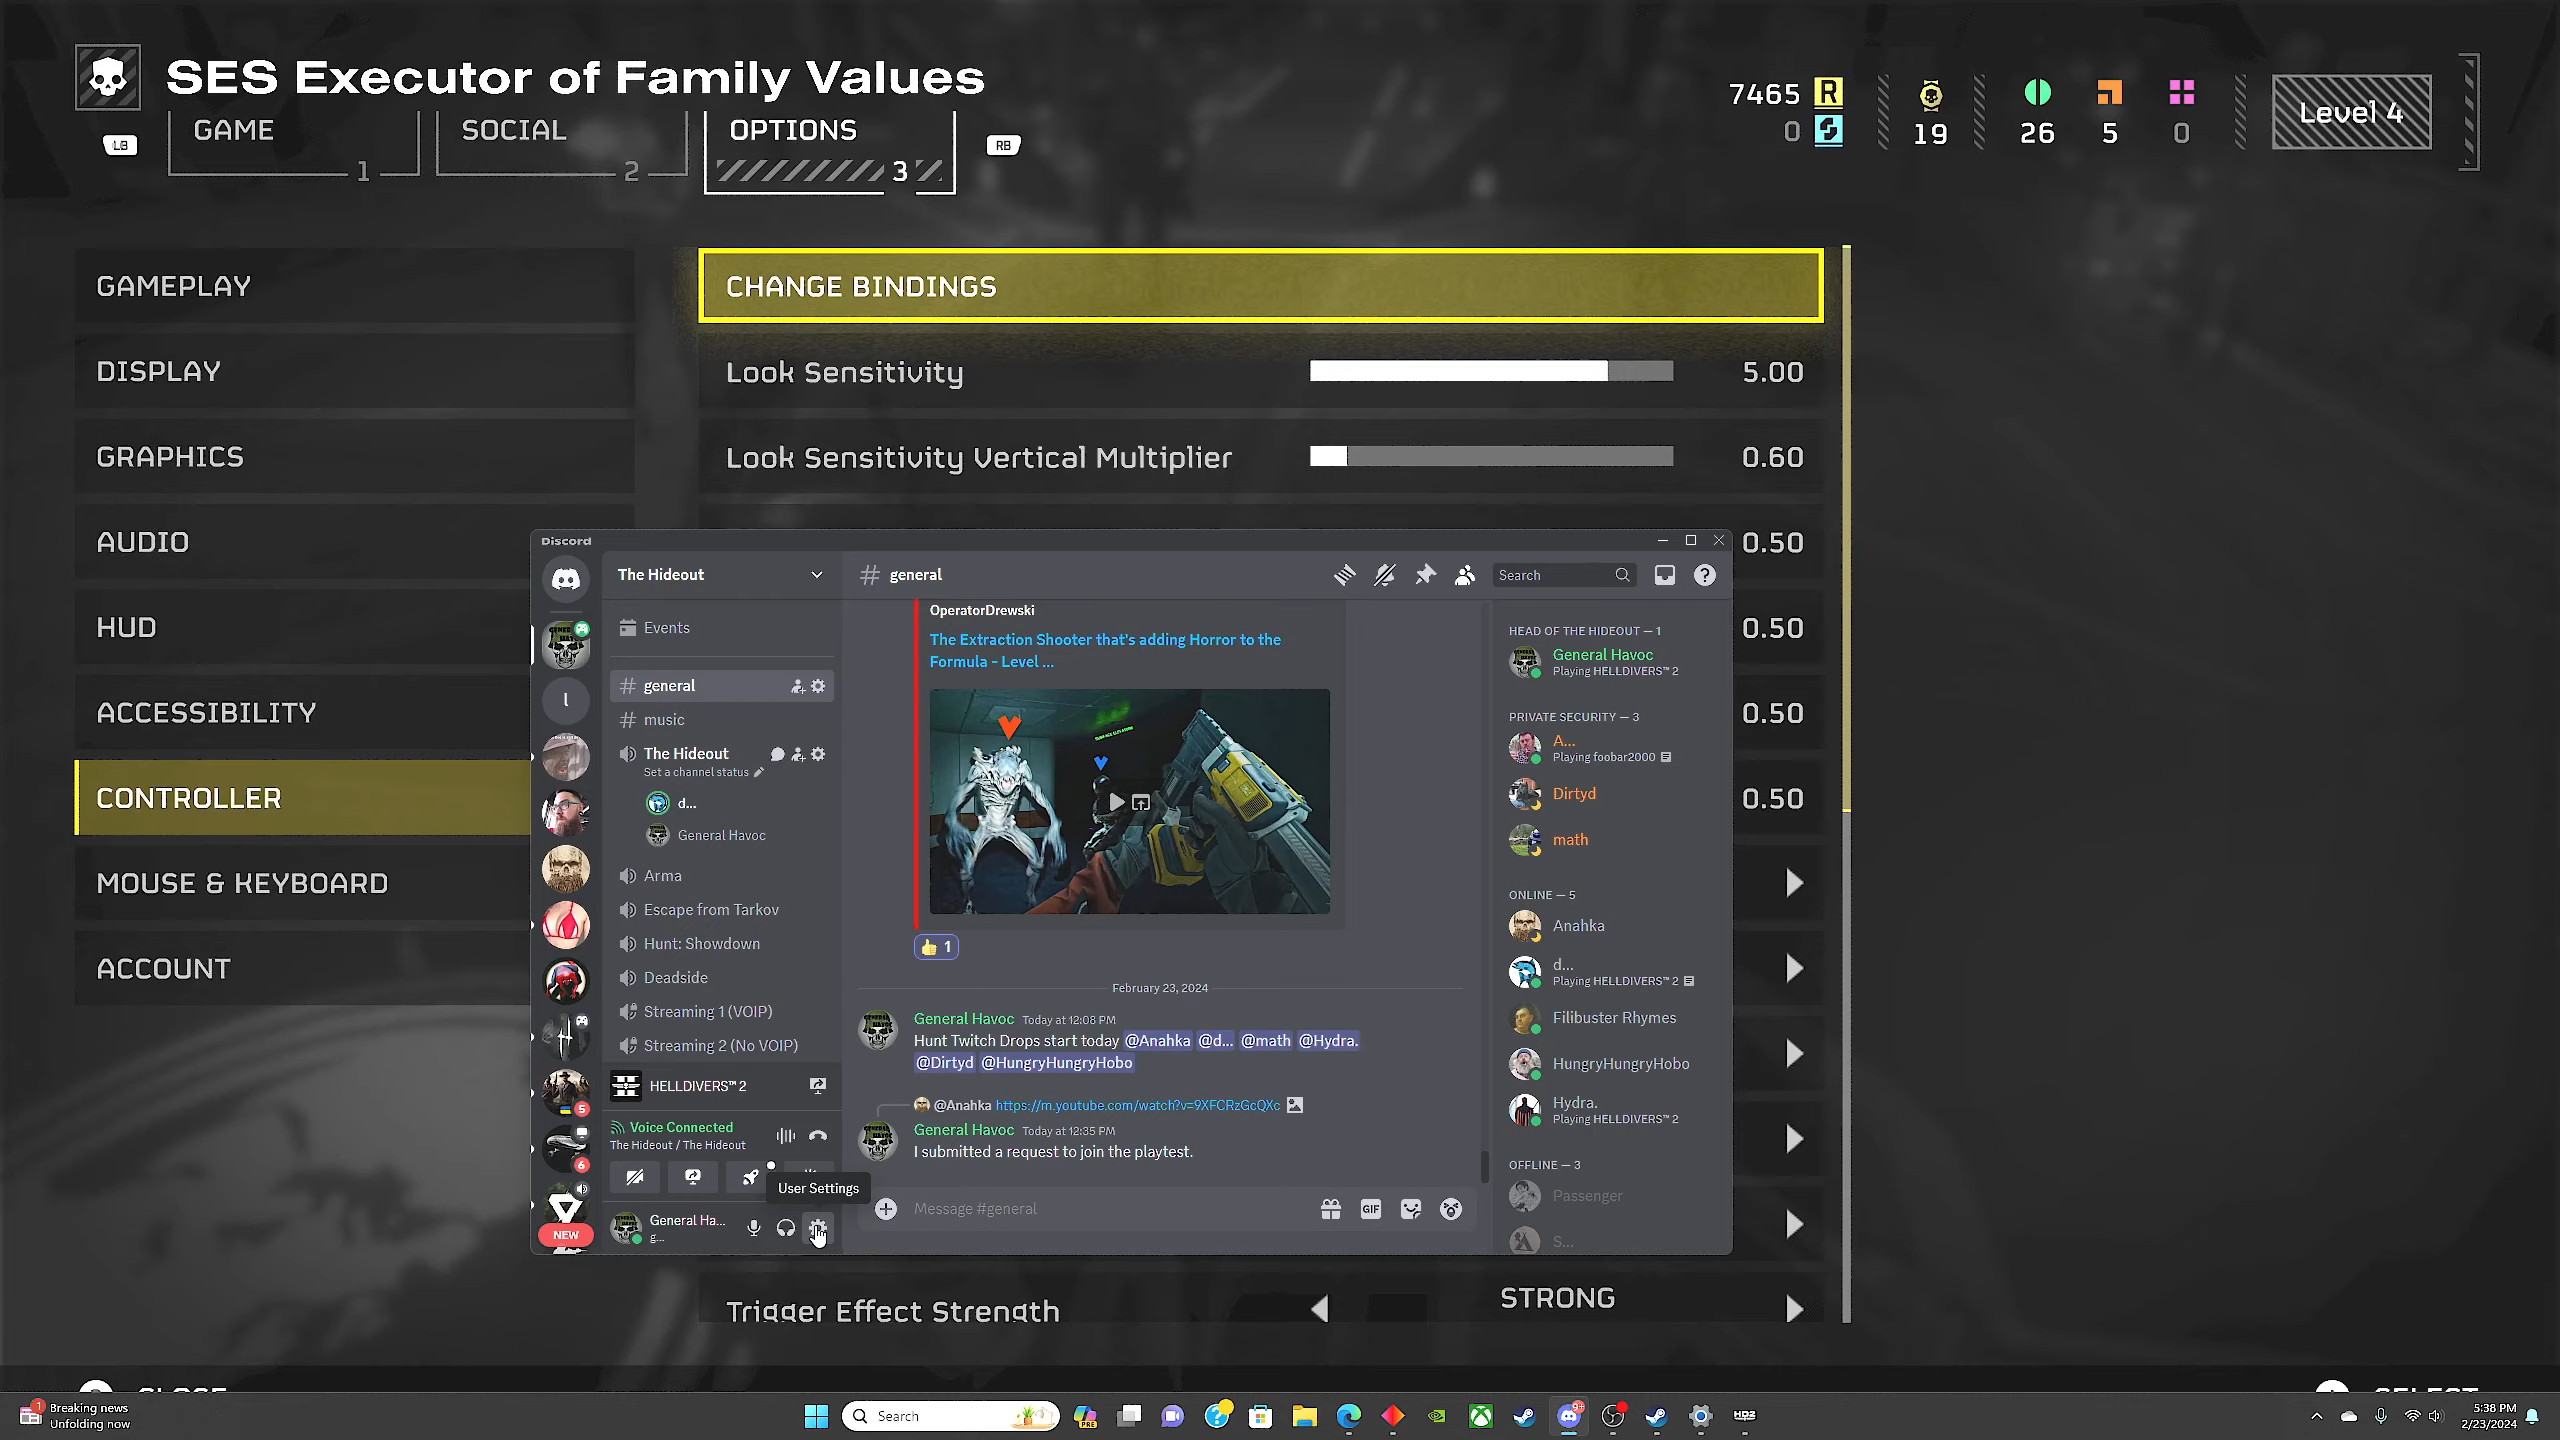 SES Executor of Family Values
LB
GAME
1
SOCIAL
2
OPTIONS
3
RB
7465 R
0 S
19
26
5
0
Level 4
GAMEPLAY
DISPLAY
GRAPHICS
AUDIO
HUD
ACCESSIBILITY
CONTROLLER
MOUSE & KEYBOARD
ACCOUNT
CHANGE BINDINGS
Look Sensitivity
5.00
Look Sensitivity Vertical Multiplier
0.60
0.50
0.50
0.50
0.50
Trigger Effect Strength
STRONG
Discord
The Hideout
Events
general
music
The Hideout
Set a channel status
d...
General Havoc
Arma
Escape from Tarkov
Hunt: Showdown
Deadside
Streaming 1 (VOIP)
Streaming 2 (No VOIP)
HELLDIVERS™ 2
Voice Connected
The Hideout / The Hideout
User Settings
General Ha...
g...
l
5
6
NEW
# general
Search
OperatorDrewski
The Extraction Shooter that's adding Horror to the
Formula - Level ...
👍 1
February 23, 2024
General Havoc Today at 12:08 PM
Hunt Twitch Drops start today @Anahka @d... @math @Hydra.
@Dirtyd @HungryHungryHobo
@Anahka https://m.youtube.com/watch?v=9XFCRzGcQXc
General Havoc Today at 12:35 PM
I submitted a request to join the playtest.
Message #general
GIF
HEAD OF THE HIDEOUT — 1
General Havoc
Playing HELLDIVERS™ 2
PRIVATE SECURITY — 3
A...
Playing foobar2000
Dirtyd
math
ONLINE — 5
Anahka
d...
Playing HELLDIVERS™ 2
Filibuster Rhymes
HungryHungryHobo
Hydra.
Playing HELLDIVERS™ 2
OFFLINE — 3
Passenger
S...
CLOSE
SELECT
1
Breaking news
Unfolding now
Search
PRE
9+
HD2
5:38 PM
2/23/2024